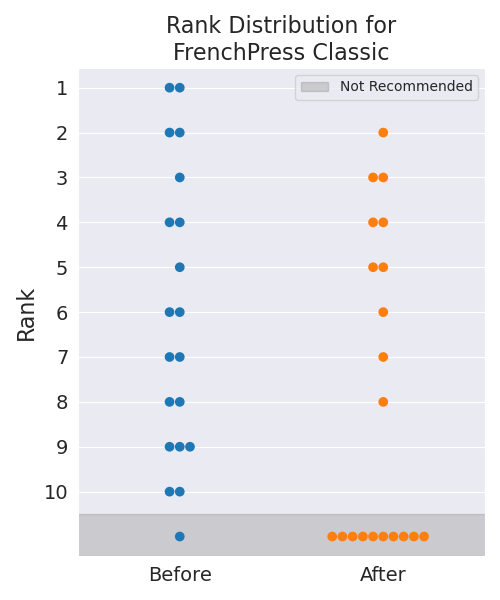 Rank Distribution for
FrenchPress Classic
Not Recommended
1
2
3
4
5
6
7
8
9
10
Rank
Before
After